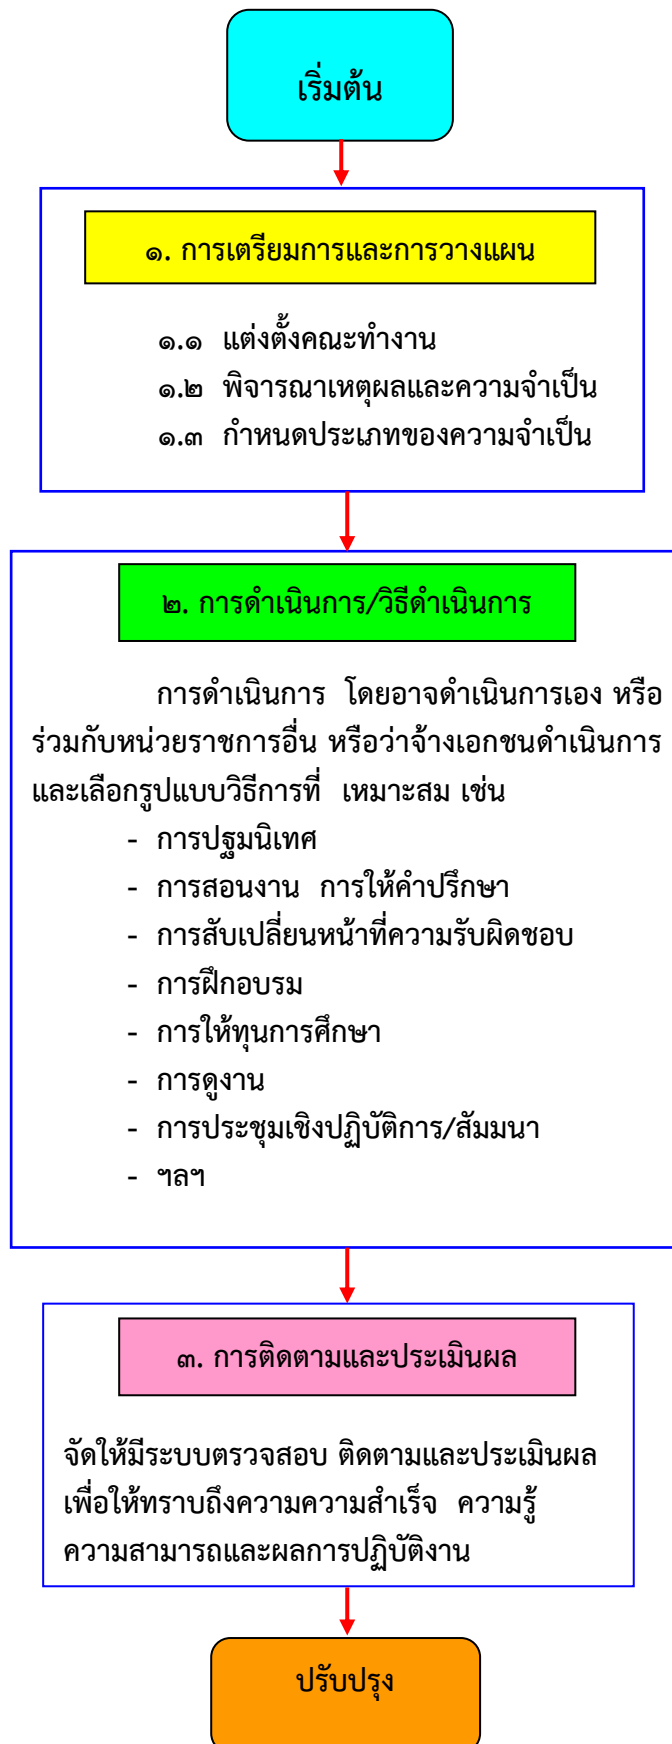 เริ่มต้น
๑. การเตรียมการและการวางแผน
๑.๑ แต่งตั้งคณะทำงาน
๑.๒ พิจารณาเหตุผลและความจำเป็น
๑.๓ กำหนดประเภทของความจำเป็น
๒. การดำเนินการ/วิธีดำเนินการ
การดำเนินการ โดยอาจดำเนินการเอง หรือ
ร่วมกับหน่วยราชการอื่น หรือว่าจ้างเอกชนดำเนินการ
และเลือกรูปแบบวิธีการที่ เหมาะสม เช่น
- การปฐมนิเทศ
- การสอนงาน การให้คำปรึกษา
- การสับเปลี่ยนหน้าที่ความรับผิดชอบ
- การฝึกอบรม
- การให้ทุนการศึกษา
- การดูงาน
- การประชุมเชิงปฏิบัติการ/สัมมนา
- ฯลฯ
๓. การติดตามและประเมินผล
จัดให้มีระบบตรวจสอบ ติดตามและประเมินผล
เพื่อให้ทราบถึงความความสำเร็จ ความรู้
ความสามารถและผลการปฏิบัติงาน
ปรับปรุง